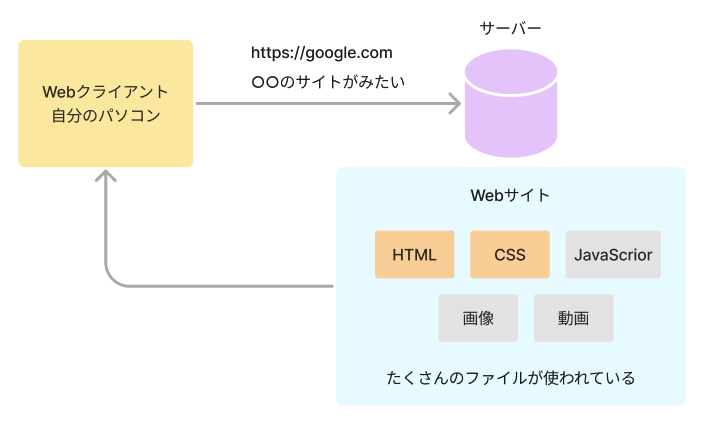 サーバー
https://google.com
〇〇のサイトがみたい
Webクライアント
自分のパソコン
Webサイト
HTML
CSS
JavaScrior
画像
動画
たくさんのファイルが使われている